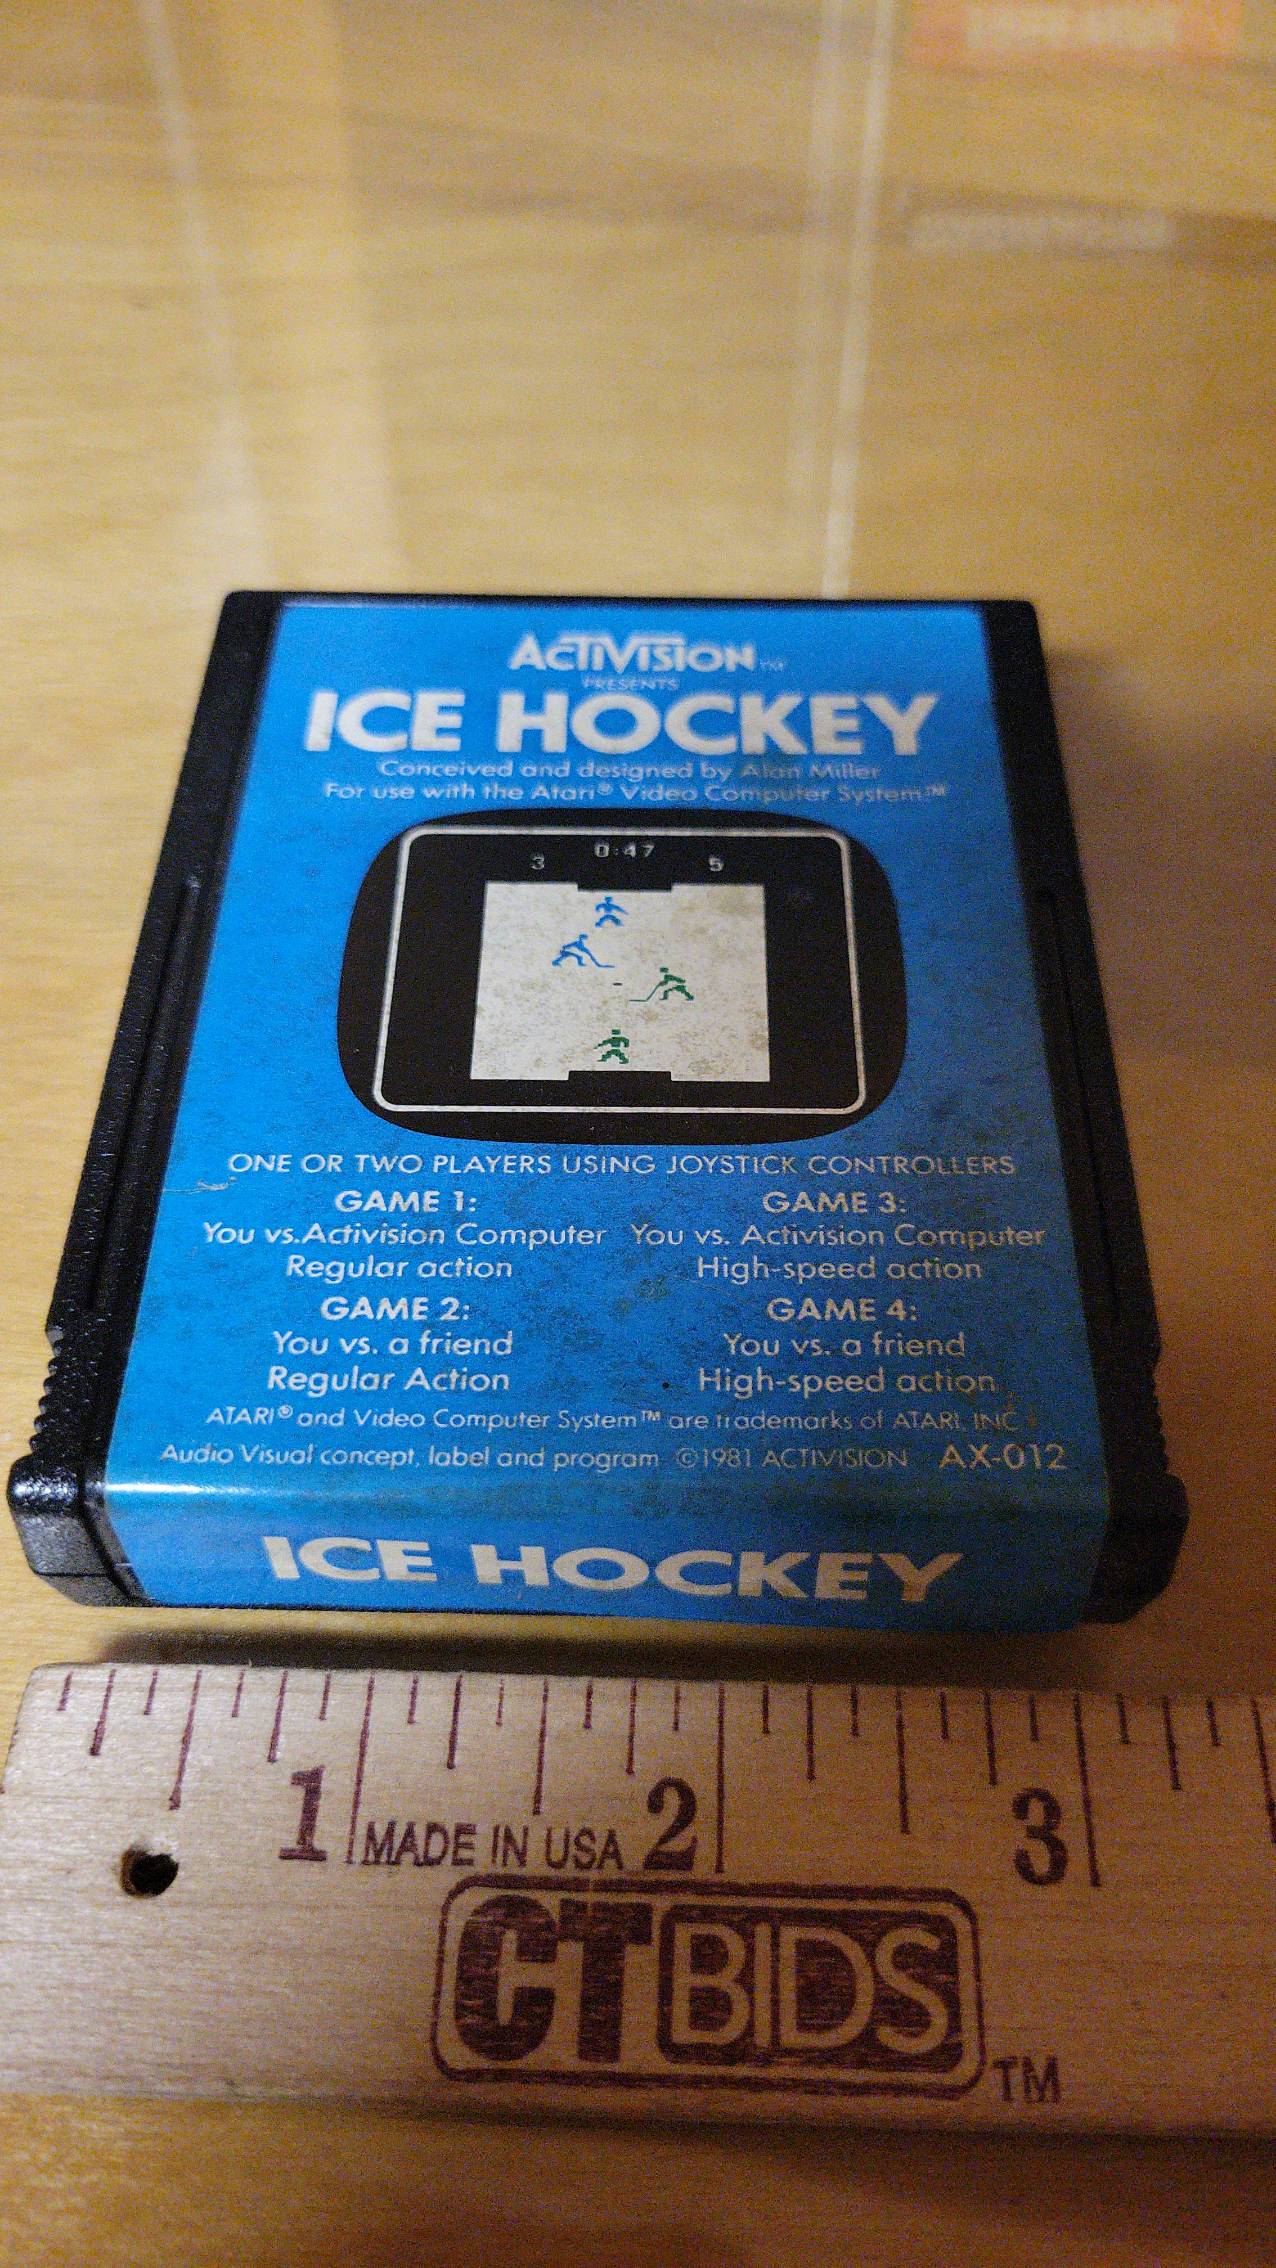 ACTIVISION™
PRESENTS
ICE HOCKEY
Conceived and designed by Alan Miller
For use with the Atari® Video Computer System.™
0:47
3 5
ONE OR TWO PLAYERS USING JOYSTICK CONTROLLERS
GAME 1:
You vs.Activision Computer
Regular action
GAME 2:
You vs. a friend
Regular Action
GAME 3:
You vs. Activision Computer
High-speed action
GAME 4:
You vs. a friend
High-speed action
ATARI® and Video Computer System™ are trademarks of ATARI, INC
Audio Visual concept, label and program ©1981 ACTIVISION AX-012
ICE HOCKEY
1 2 3
MADE IN USA
CTBIDS™